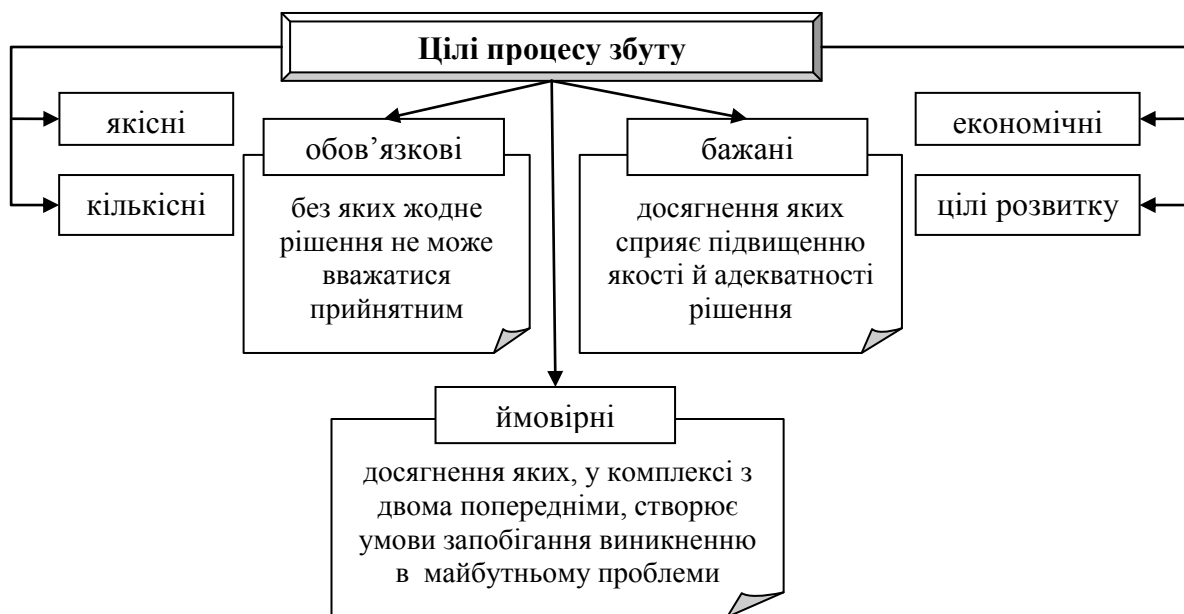 Цілі процесу збуту
якісні
кількісні
обов’язкові
без яких жодне
рішення не може
вважатися
прийнятним
бажані
досягнення яких
сприяє підвищенню
якості й адекватності
рішення
економічні
цілі розвитку
ймовірні
досягнення яких, у комплексі з
двома попередніми, створює
умови запобігання виникненню
в майбутньому проблеми